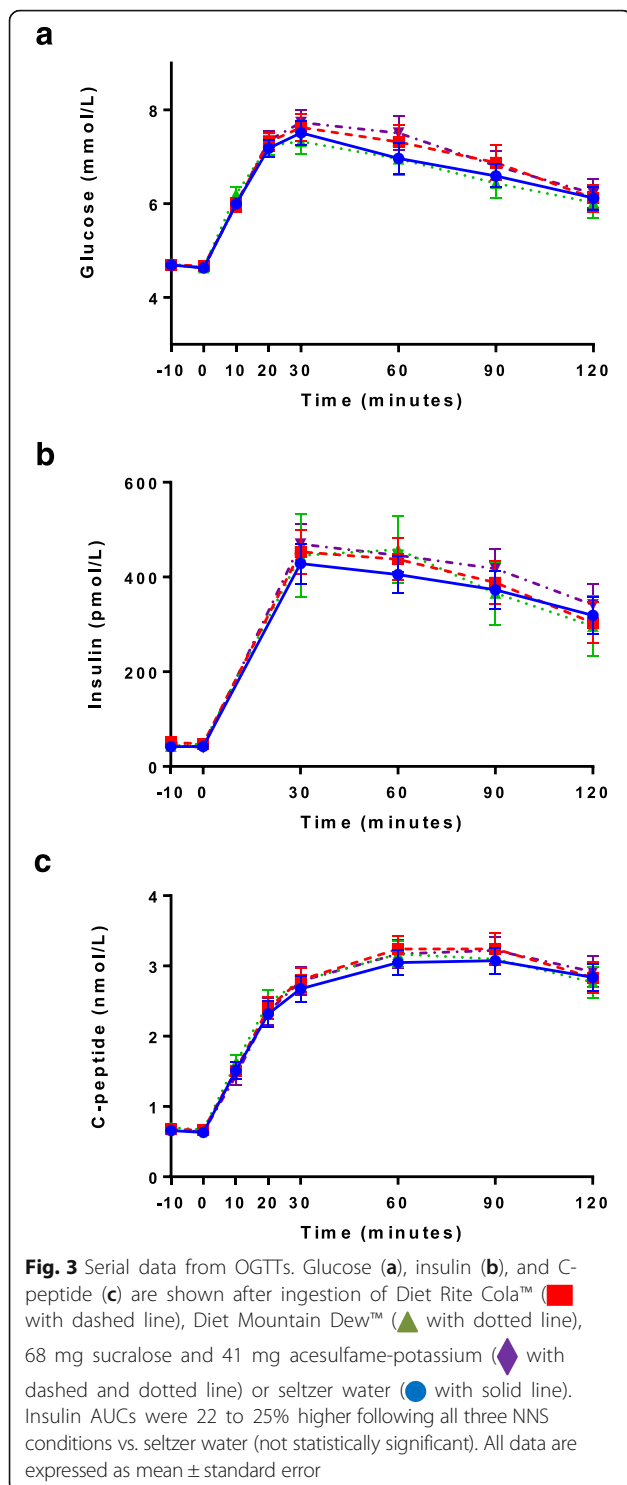 a
Glucose (mmol/L)
8
6
4
-10 0 10 20 30 60 90 120
Time (minutes)
b
Insulin (pmol/L)
600
400
200
0
-10 0 30 60 90 120
Time (minutes)
c
C-peptide (nmol/L)
4
3
2
1
0
-10 0 10 20 30 60 90 120
Time (minutes)
Fig. 3 Serial data from OGTTs. Glucose (a), insulin (b), and C-
peptide (c) are shown after ingestion of Diet Rite Cola™ (
with dashed line), Diet Mountain Dew™ ( with dotted line),
68 mg sucralose and 41 mg acesulfame-potassium ( with
dashed and dotted line) or seltzer water ( with solid line).
Insulin AUCs were 22 to 25% higher following all three NNS
conditions vs. seltzer water (not statistically significant). All data are
expressed as mean ± standard error